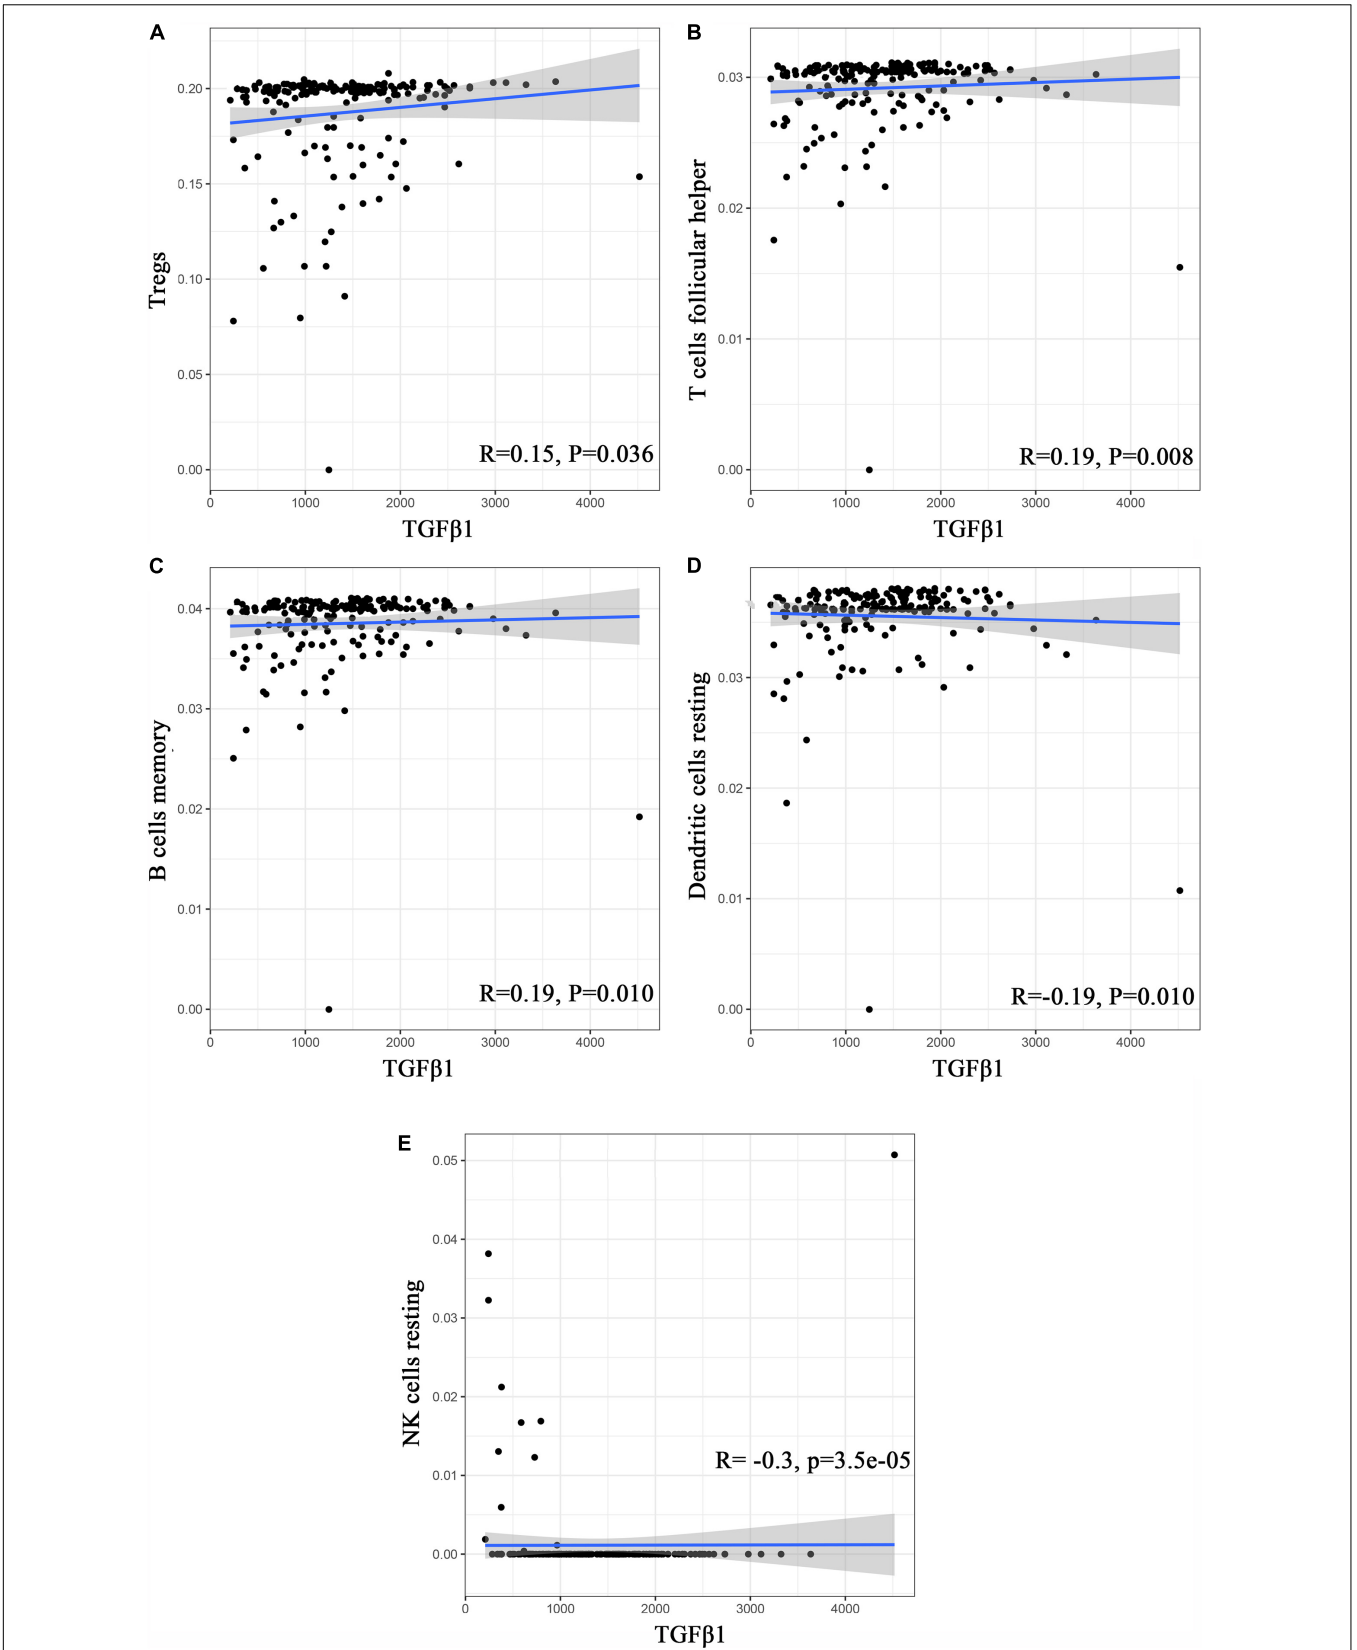 A
Tregs
0.20
0.15
0.10
0.05
0.00
R=0.15, P=0.036
0 1000 2000 3000 4000
TGFβ1
B
T cells follicular helper
0.03
0.02
0.01
0.00
R=0.19, P=0.008
0 1000 2000 3000 4000
TGFβ1
C
B cells memory
0.04
0.03
0.02
0.01
0.00
R=0.19, P=0.010
0 1000 2000 3000 4000
TGFβ1
D
Dendritic cells resting
0.03
0.02
0.01
0.00
R=-0.19, P=0.010
0 1000 2000 3000 4000
TGFβ1
E
NK cells resting
0.05
0.04
0.03
0.02
0.01
0.00
R= -0.3, p=3.5e-05
0 1000 2000 3000 4000
TGFβ1